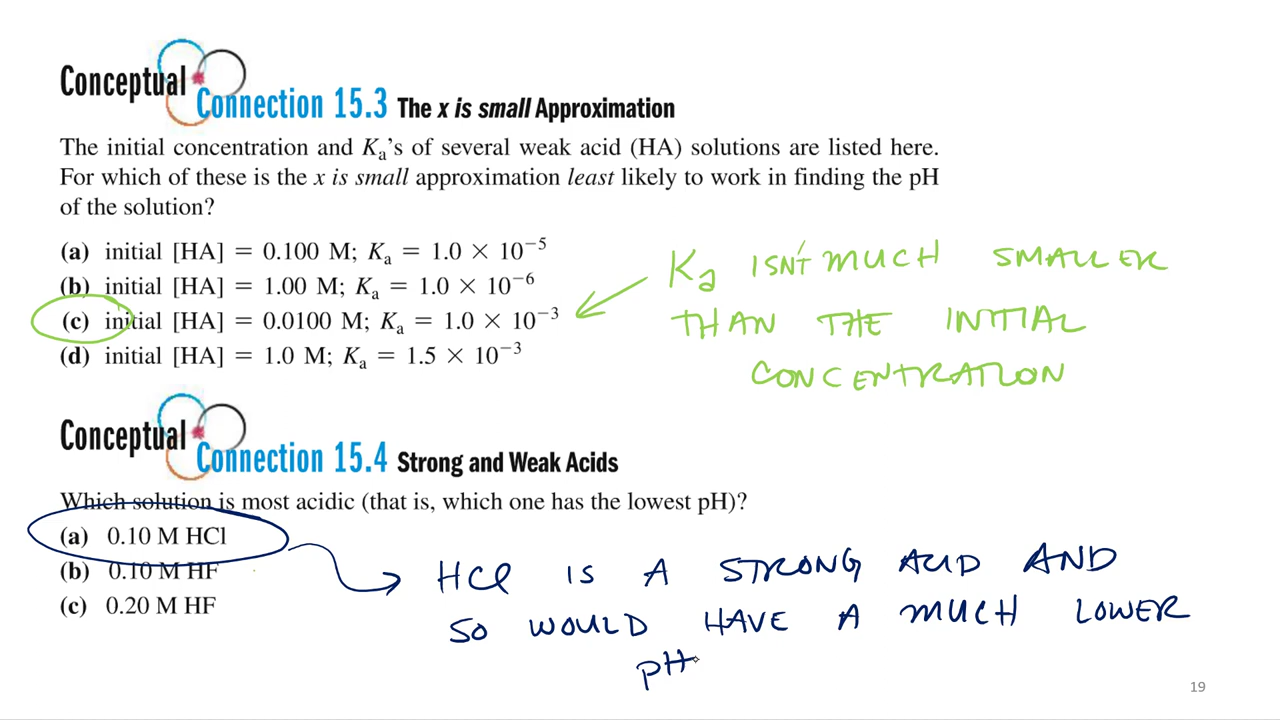 Conceptual
Connection 15.3 The x is small Approximation
The initial concentration and Ka's of several weak acid (HA) solutions are listed here.
For which of these is the x is small approximation least likely to work in finding the pH
of the solution?
(a) initial [HA] = 0.100 M; Ka = 1.0 × 10⁻⁵
(b) initial [HA] = 1.00 M; Ka = 1.0 × 10⁻⁶
(c) initial [HA] = 0.0100 M; Ka = 1.0 × 10⁻³
(d) initial [HA] = 1.0 M; Ka = 1.5 × 10⁻³
Ka ISN'T MUCH SMALLER
THAN THE INITIAL
CONCENTRATION
Conceptual
Connection 15.4 Strong and Weak Acids
Which solution is most acidic (that is, which one has the lowest pH)?
(a) 0.10 M HCl
(b) 0.10 M HF
(c) 0.20 M HF
HCl IS A STRONG ACID AND
SO WOULD HAVE A MUCH LOWER
pH
19